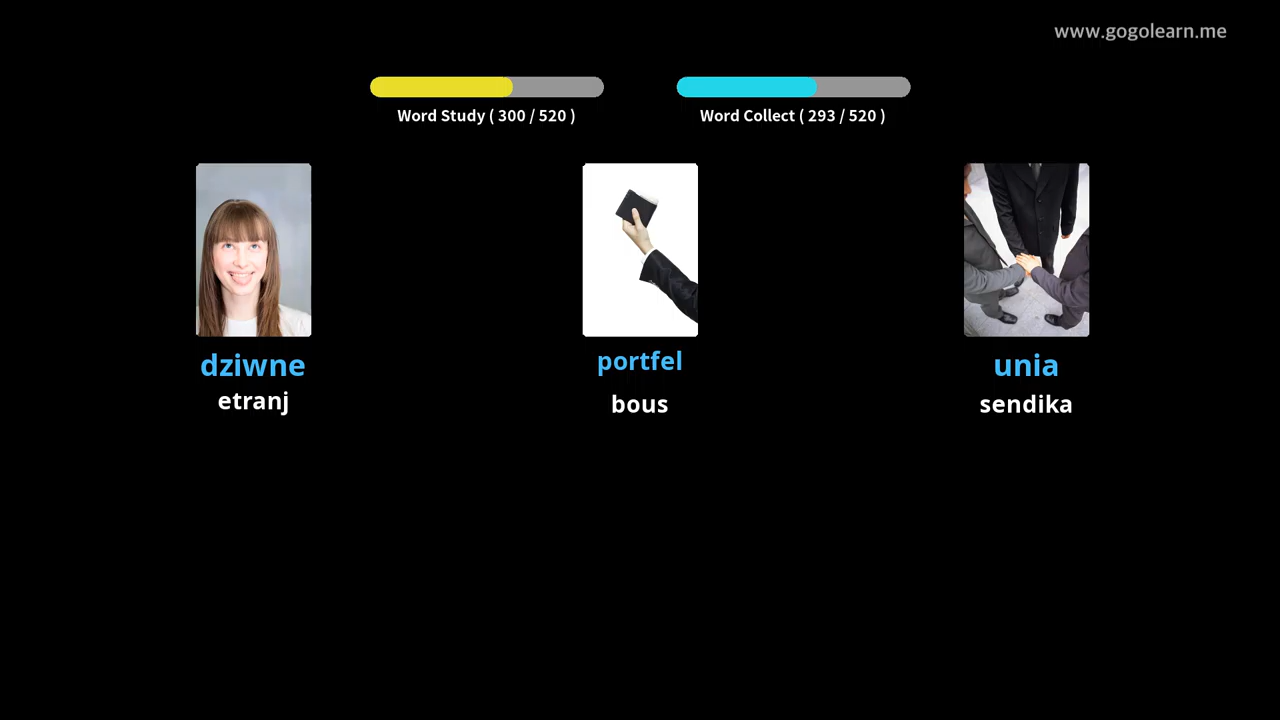 www.gogolearn.me
Word Study ( 300 / 520 )
Word Collect ( 293 / 520 )
dziwne
etranj
portfel
bous
unia
sendika